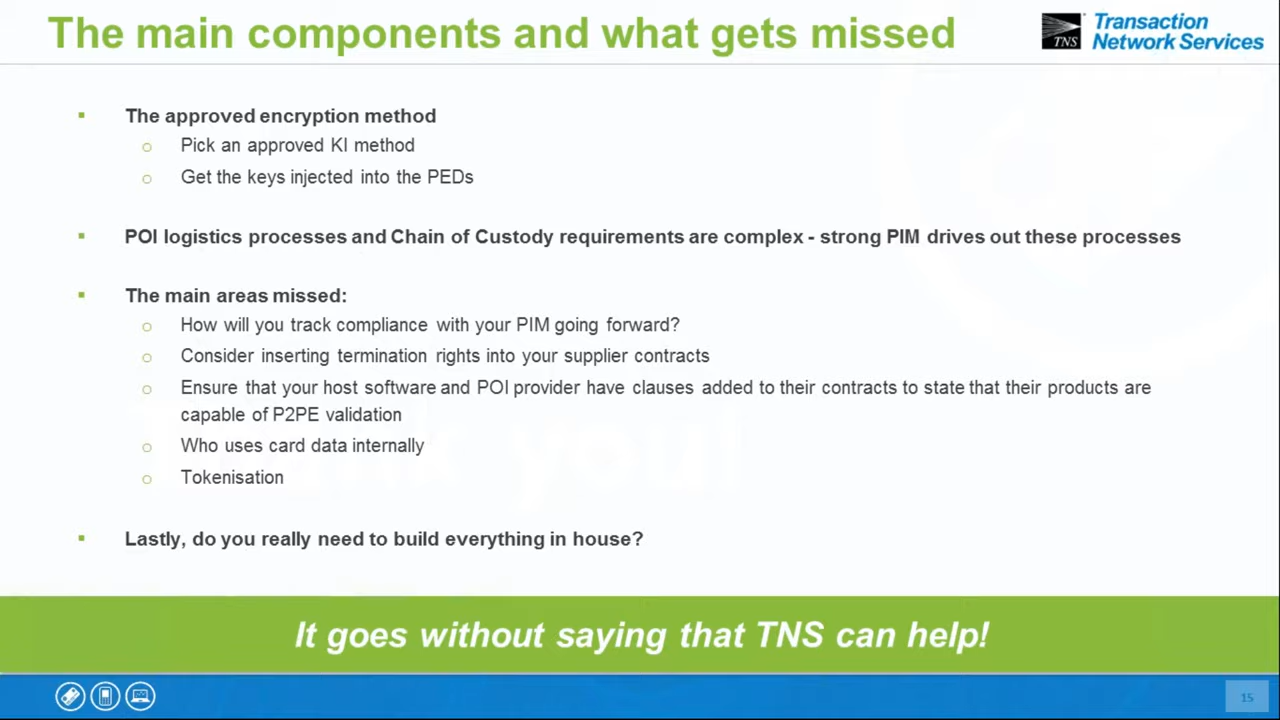 The main components and what gets missed
TNS
Transaction
Network Services
The approved encryption method
Pick an approved KI method
Get the keys injected into the PEDs
POI logistics processes and Chain of Custody requirements are complex - strong PIM drives out these processes
The main areas missed:
How will you track compliance with your PIM going forward?
Consider inserting termination rights into your supplier contracts
Ensure that your host software and POI provider have clauses added to their contracts to state that their products are
capable of P2PE validation
Who uses card data internally
Tokenisation
Lastly, do you really need to build everything in house?
It goes without saying that TNS can help!
15